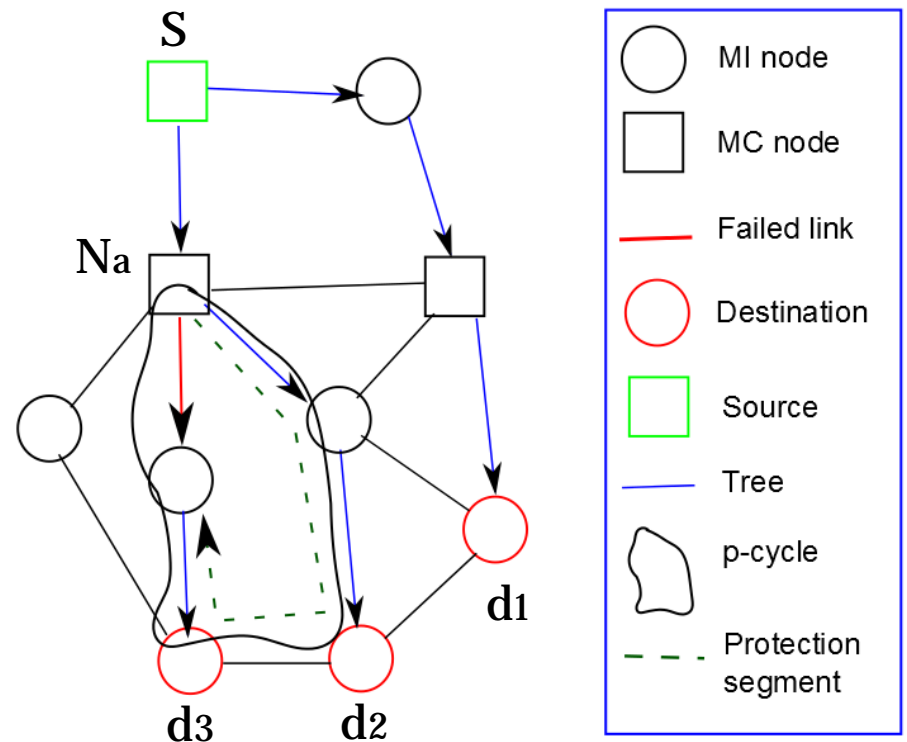 S
Na
d1
d3
d2
MI node
MC node
Failed link
Destination
Source
Tree
p-cycle
Protection
segment